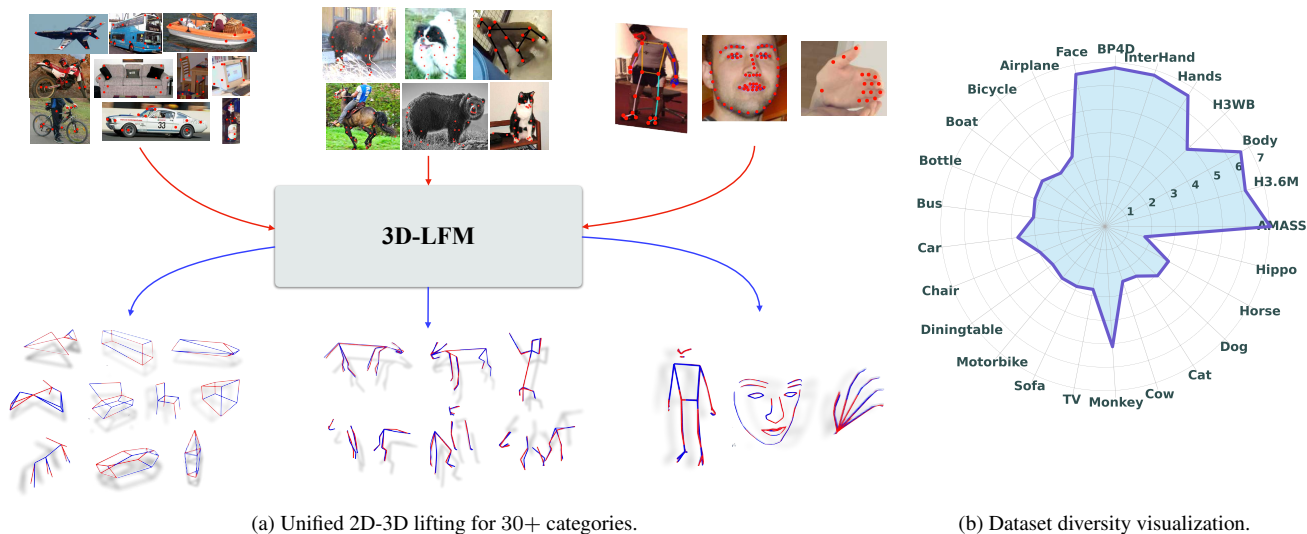 33
3D-LFM
(a) Unified 2D-3D lifting for 30+ categories.
BP4D
Face
InterHand
Airplane
Hands
Bicycle
H3WB
Boat
Body
Bottle
H3.6M
Bus
AMASS
Car
Hippo
Chair
Horse
Diningtable
Dog
Motorbike
Cat
Sofa
Cow
TV
Monkey
1
2
3
4
5
6
7
(b) Dataset diversity visualization.